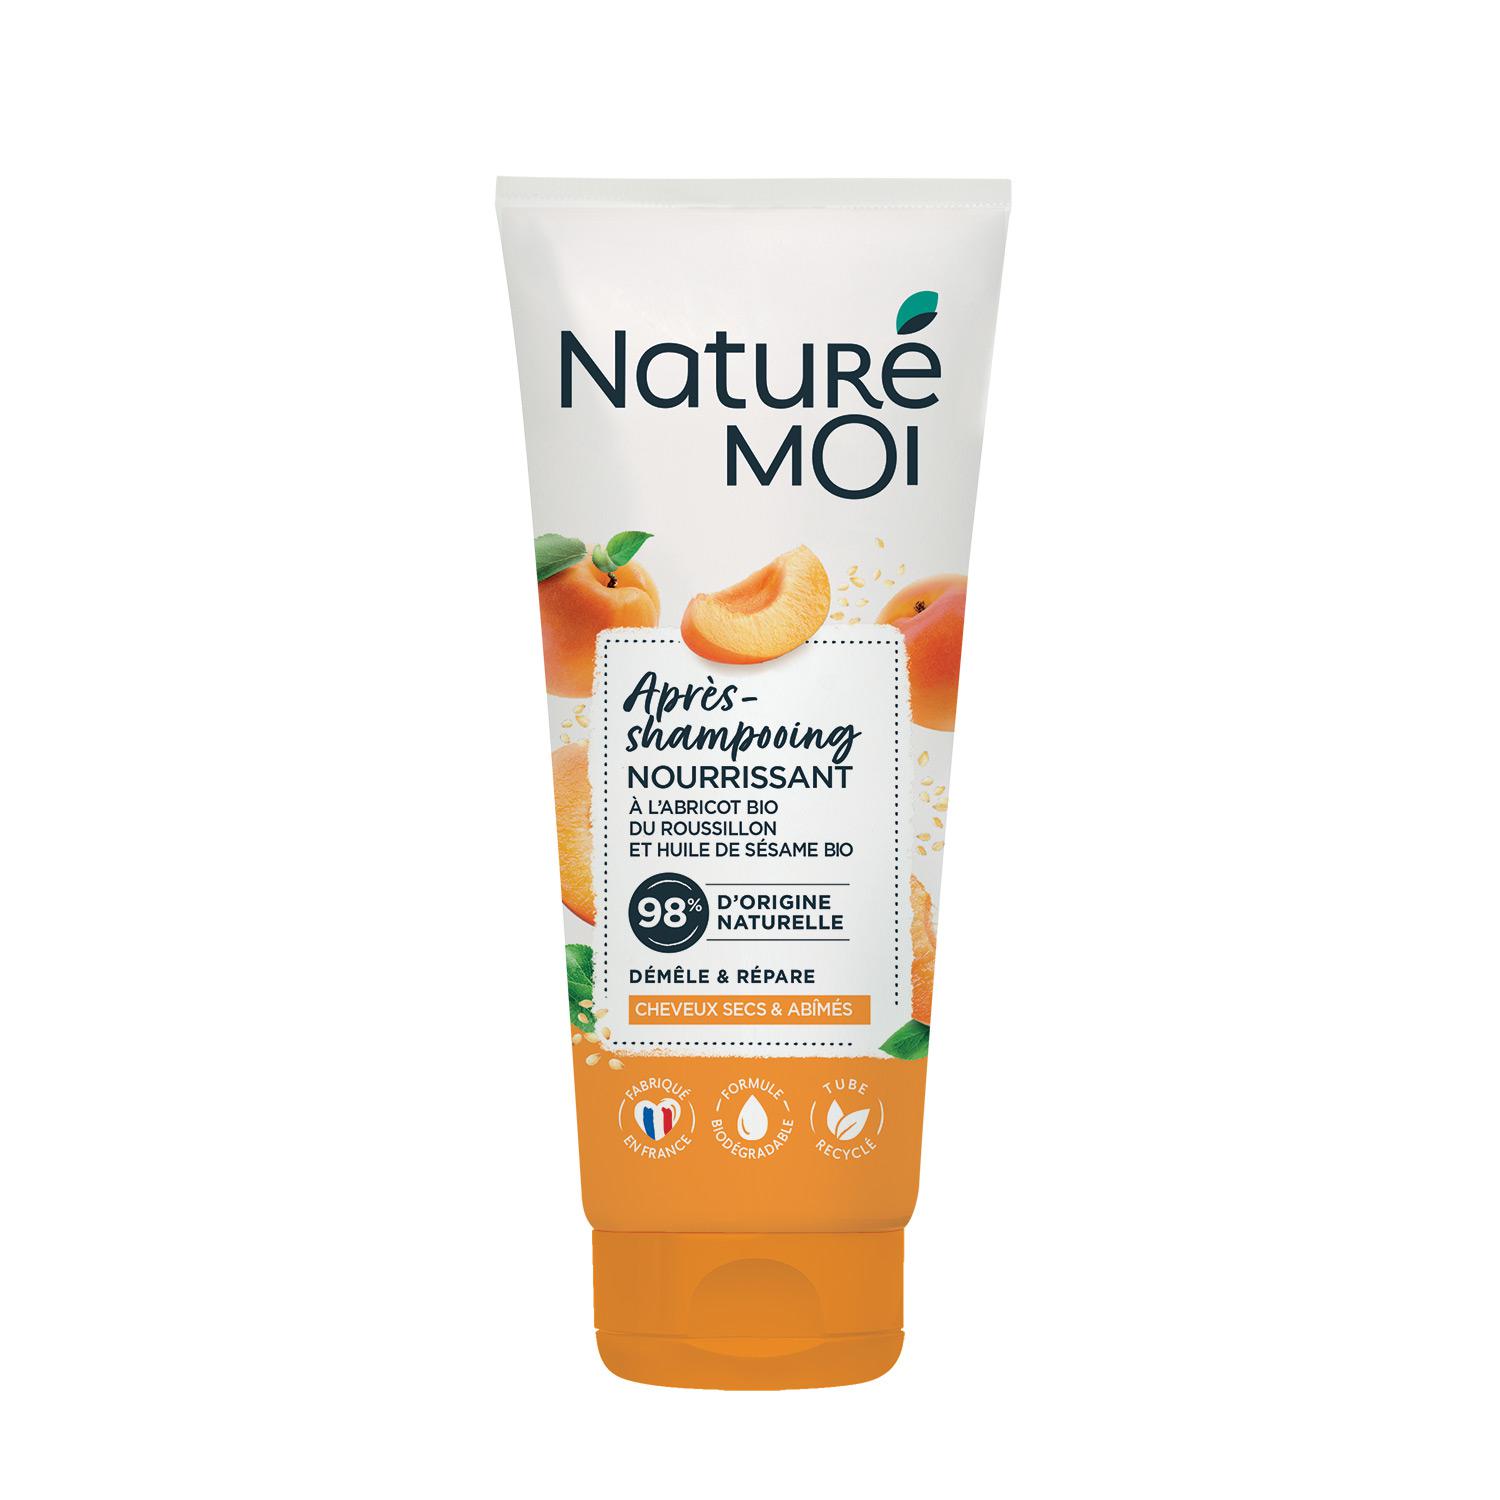 Naturé
MOI
Après-
shampooing
NOURRISSANT
À L'ABRICOT BIO
DU ROUSSILLON
ET HUILE DE SÉSAME BIO
98%
D'ORIGINE
NATURELLE
DÉMÊLE & RÉPARE
CHEVEUX SECS & ABÎMÉS
FABRIQUÉ
EN FRANCE
FORMULE
BIODÉGRADABLE
TUBE
RECYCLÉ